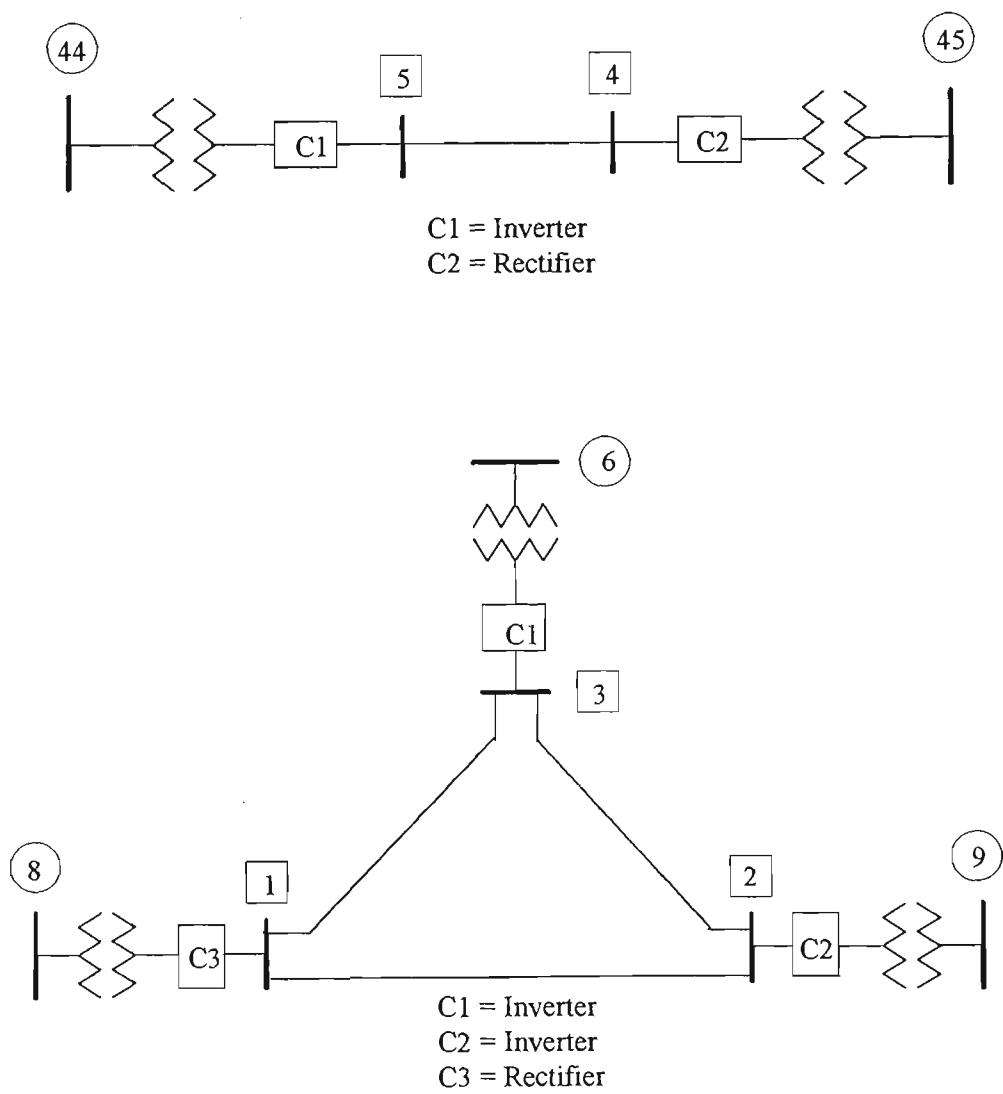 44
45
5
4
C1
C2
C1 = Inverter
C2 = Rectifier
6
C1
3
8
1
2
9
C3
C2
C1 = Inverter
C2 = Inverter
C3 = Rectifier